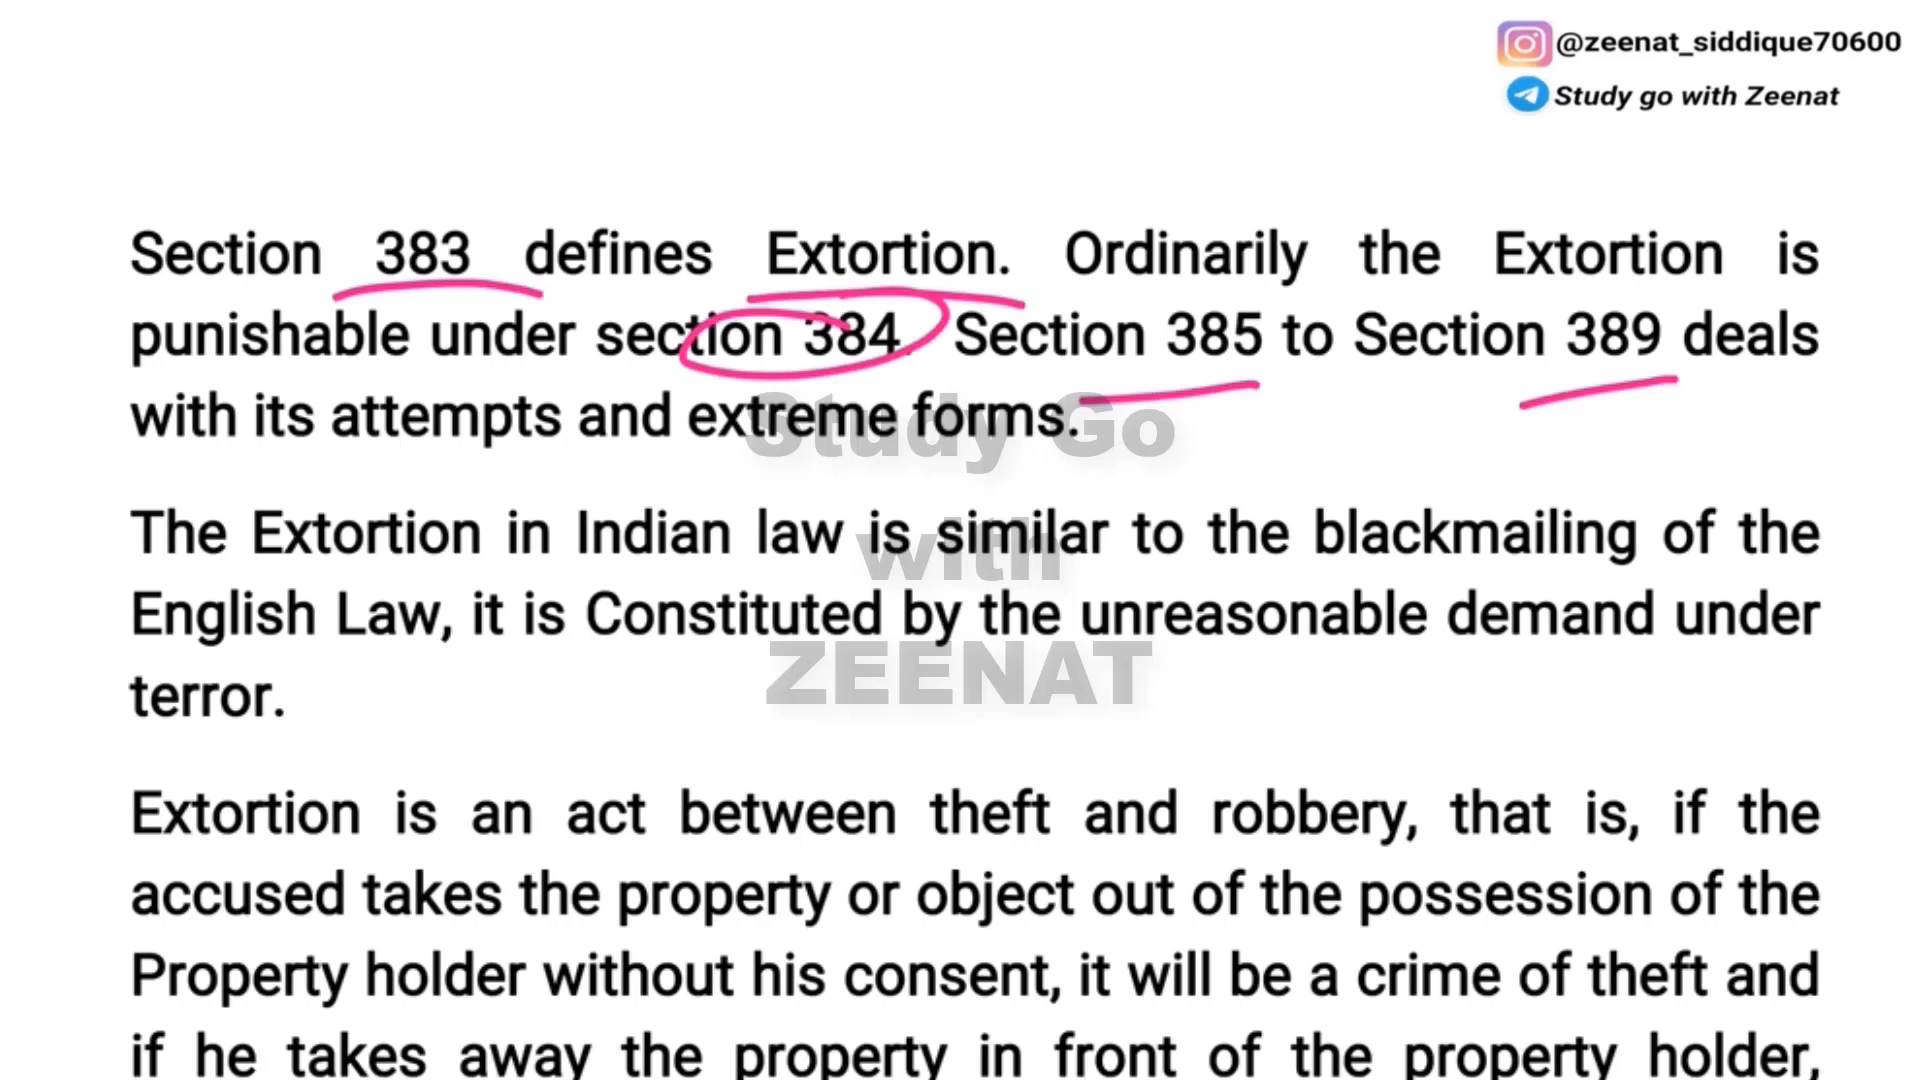 @zeenat_siddique70600
Study go with Zeenat
Section 383 defines Extortion. Ordinarily the Extortion is
punishable under section 384. Section 385 to Section 389 deals
with its attempts and extreme forms.
The Extortion in Indian law is similar to the blackmailing of the
English Law, it is Constituted by the unreasonable demand under
terror.
Extortion is an act between theft and robbery, that is, if the
accused takes the property or object out of the possession of the
Property holder without his consent, it will be a crime of theft and
if he takes away the property in front of the property holder,
Study Go
with
ZEENAT